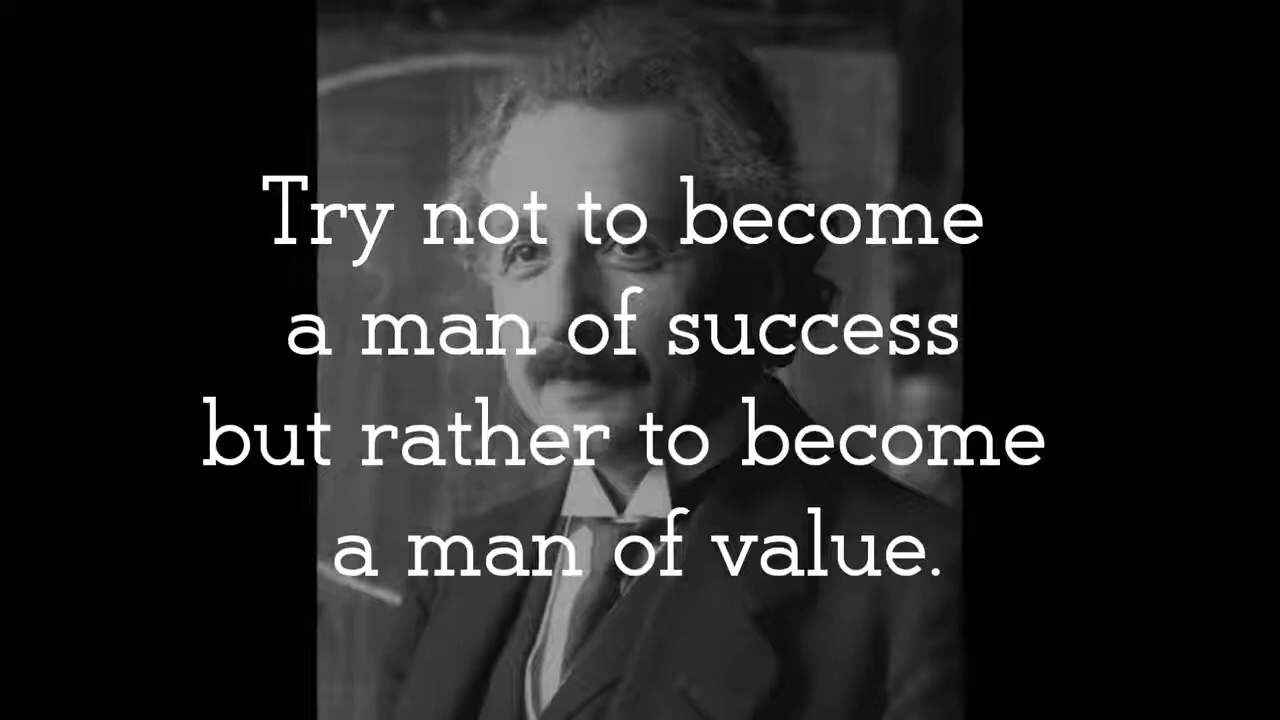 Try not to become
a man of success
but rather to become
a man of value.